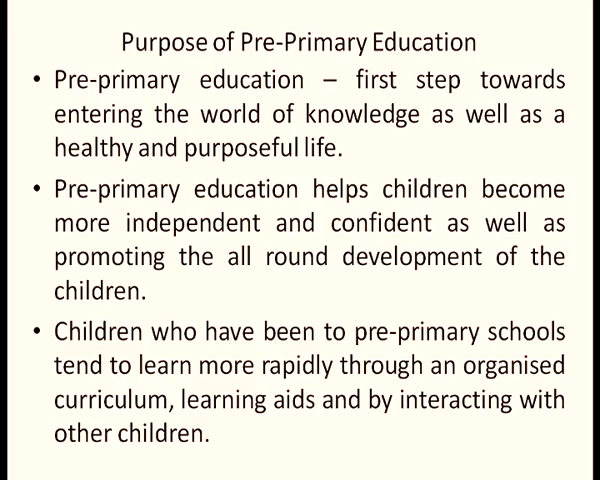 Purpose of Pre-Primary Education
• Pre-primary education – first step towards
entering the world of knowledge as well as a
healthy and purposeful life.
• Pre-primary education helps children become
more independent and confident as well as
promoting the all round development of the
children.
• Children who have been to pre-primary schools
tend to learn more rapidly through an organised
curriculum, learning aids and by interacting with
other children.